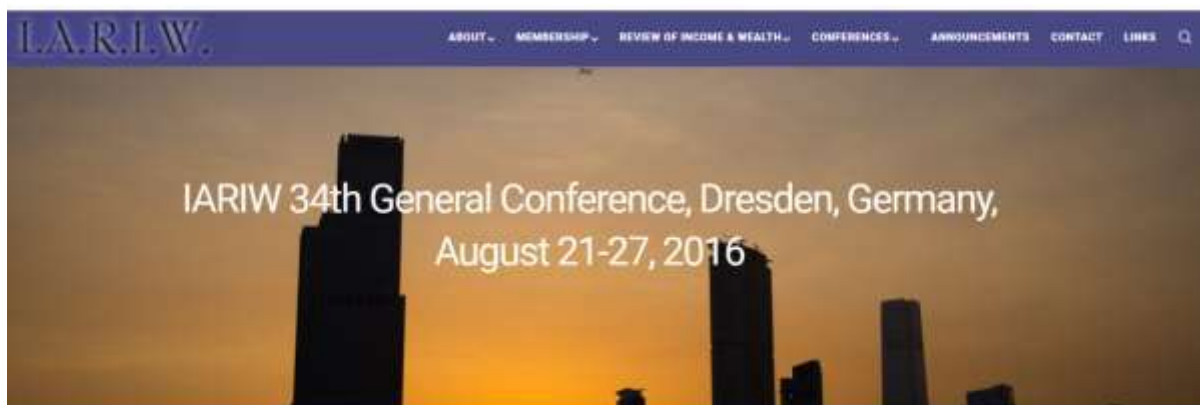 I.A.R.I.W.
ABOUT MEMBERSHIP REVIEW OF INCOME & WEALTH CONFERENCES ANNOUNCEMENTS CONTACT LINKS
IARIW 34th General Conference, Dresden, Germany,
August 21-27, 2016